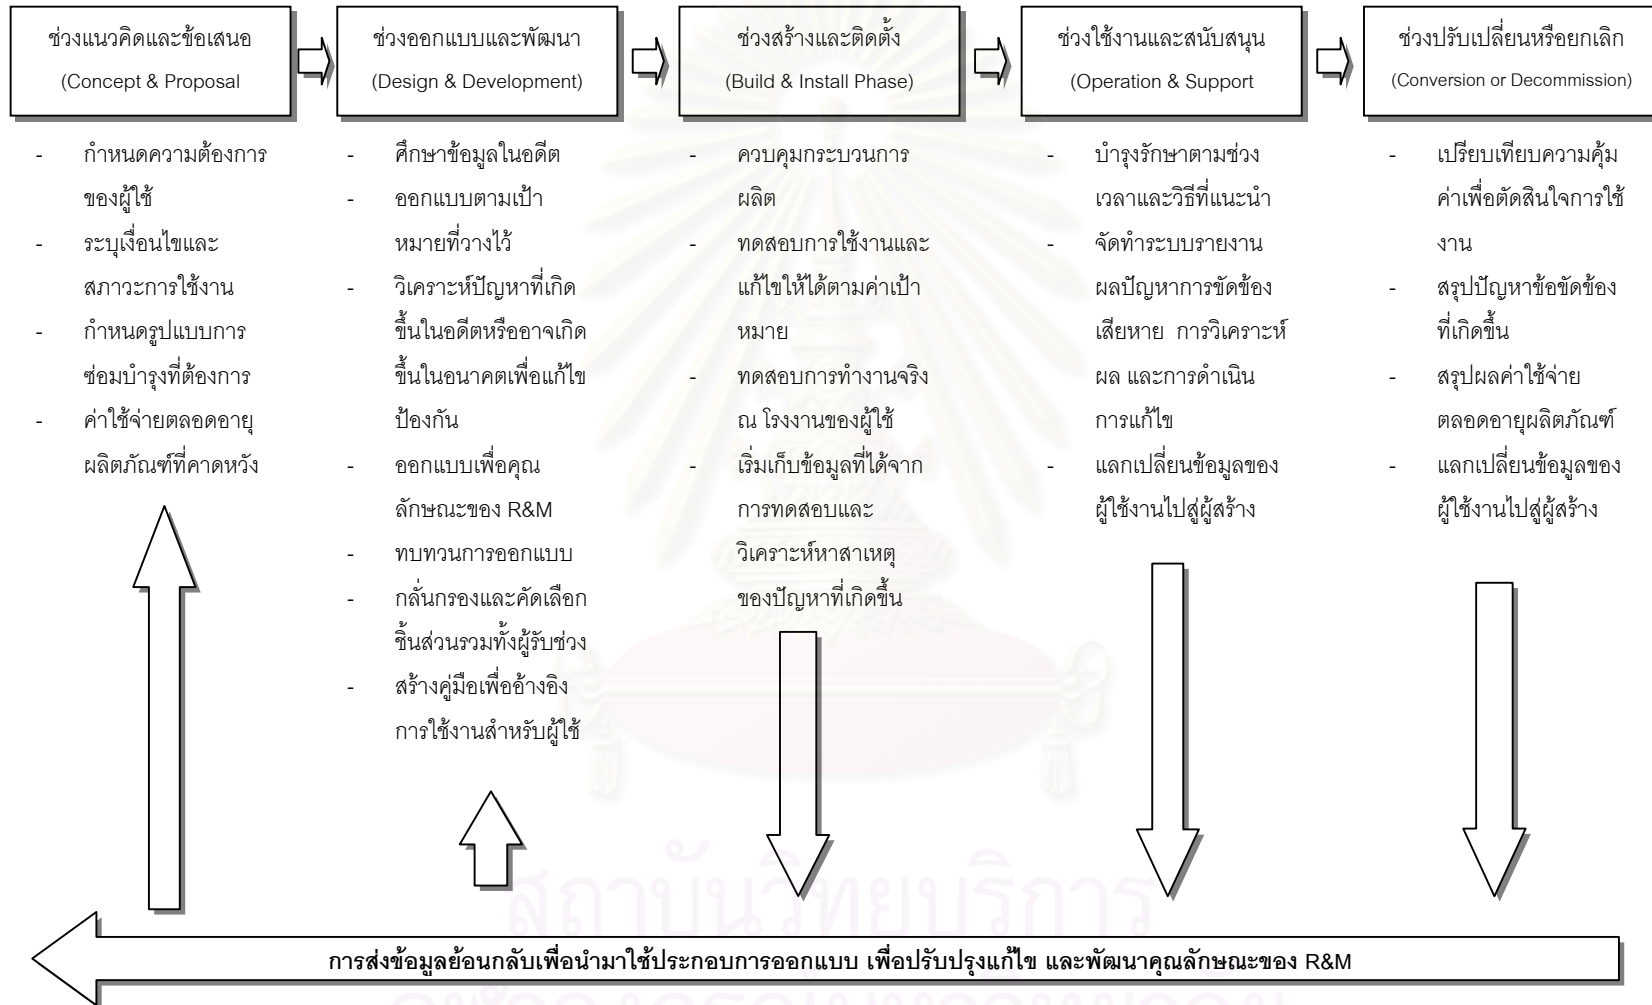 ช่วงแนวคิดและข้อเสนอ
(Concept & Proposal
ช่วงออกแบบและพัฒนา
(Design & Development)
ช่วงสร้างและติดตั้ง
(Build & Install Phase)
ช่วงใช้งานและสนับสนุน
(Operation & Support
ช่วงปรับเปลี่ยนหรือยกเลิก
(Conversion or Decommission)
- กำหนดความต้องการ
ของผู้ใช้
- ระบุเงื่อนไขและ
สภาวะการใช้งาน
- กำหนดรูปแบบการ
ซ่อมบำรุงที่ต้องการ
- ค่าใช้จ่ายตลอดอายุ
ผลิตภัณฑ์ที่คาดหวัง
- ศึกษาข้อมูลในอดีต
- ออกแบบตามเป้า
หมายที่วางไว้
- วิเคราะห์ปัญหาที่เกิด
ขึ้นในอดีตหรืออาจเกิด
ขึ้นในอนาคตเพื่อแก้ไข
ป้องกัน
- ออกแบบเพื่อคุณ
ลักษณะของ R&M
- ทบทวนการออกแบบ
- กลั่นกรองและคัดเลือก
ชิ้นส่วนรวมทั้งผู้รับช่วง
- สร้างคู่มือเพื่ออ้างอิง
การใช้งานสำหรับผู้ใช้
- ควบคุมกระบวนการ
ผลิต
- ทดสอบการใช้งานและ
แก้ไขให้ได้ตามค่าเป้า
หมาย
- ทดสอบการทำงานจริง
ณ โรงงานของผู้ใช้
- เริ่มเก็บข้อมูลที่ได้จาก
การทดสอบและ
วิเคราะห์หาสาเหตุ
ของปัญหาที่เกิดขึ้น
- บำรุงรักษาตามช่วง
เวลาและวิธีที่แนะนำ
- จัดทำระบบรายงาน
ผลปัญหาการขัดข้อง
เสียหาย การวิเคราะห์
ผล และการดำเนิน
การแก้ไข
- แลกเปลี่ยนข้อมูลของ
ผู้ใช้งานไปสู่ผู้สร้าง
- เปรียบเทียบความคุ้ม
ค่าเพื่อตัดสินใจการใช้
งาน
- สรุปปัญหาข้อขัดข้อง
ที่เกิดขึ้น
- สรุปผลค่าใช้จ่าย
ตลอดอายุผลิตภัณฑ์
- แลกเปลี่ยนข้อมูลของ
ผู้ใช้งานไปสู่ผู้สร้าง
สถาบันวิทยบริการ
การส่งข้อมูลย้อนกลับเพื่อนำมาใช้ประกอบการออกแบบ เพื่อปรับปรุงแก้ไข และพัฒนาคุณลักษณะของ R&M